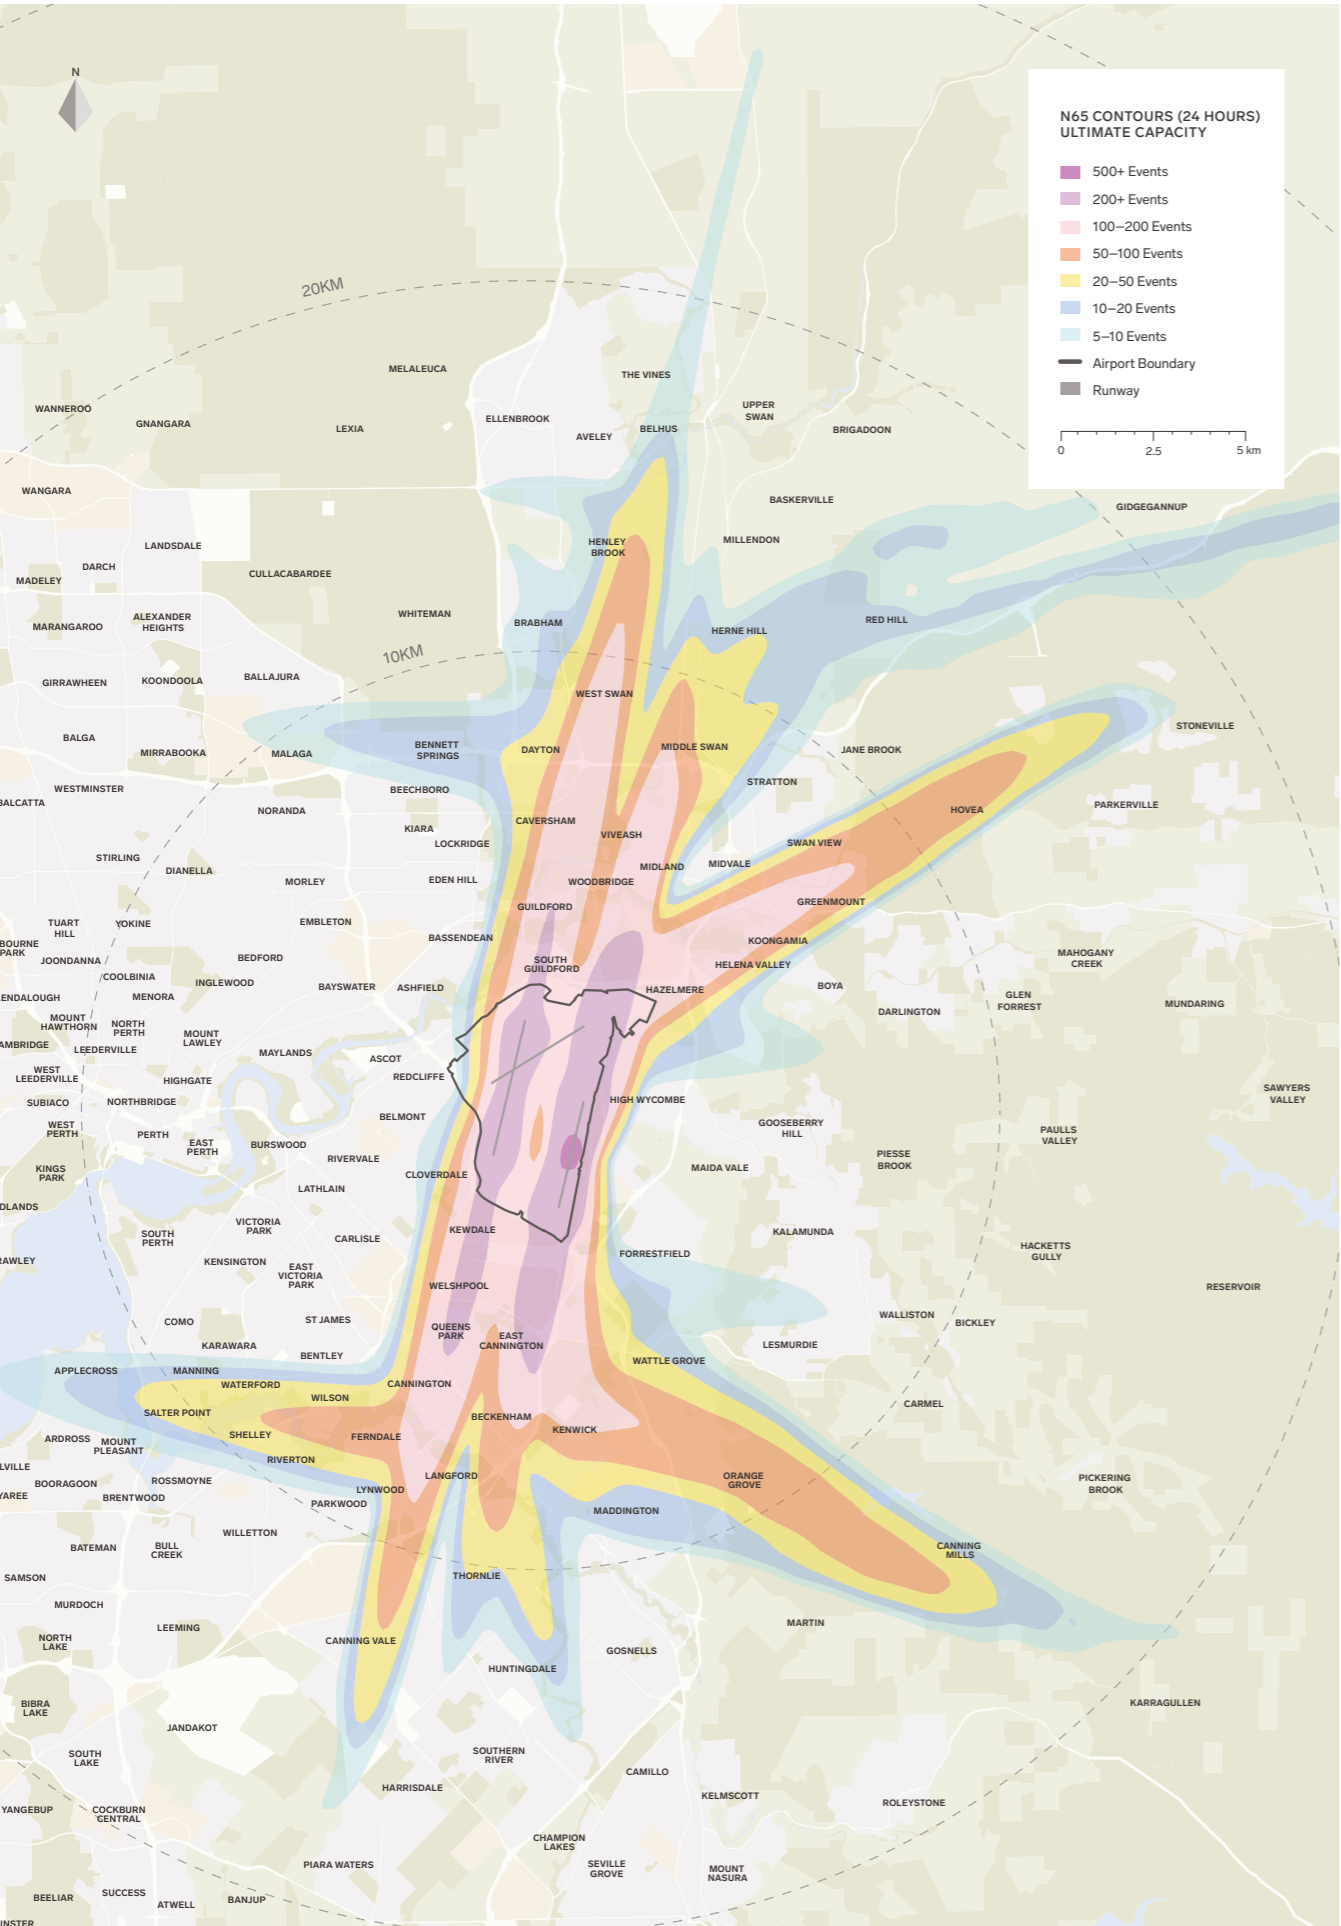 N
N65 CONTOURS (24 HOURS)
ULTIMATE CAPACITY
500+ Events
200+ Events
100–200 Events
50–100 Events
20–50 Events
10–20 Events
5–10 Events
Airport Boundary
Runway
0 2.5 5 km
20KM
MELALEUCA
THE VINES
WANNEROO
GNANGARA
LEXIA
ELLENBROOK
AVELEY
BELHUS
UPPER
SWAN
BRIGADOON
WANGARA
BASKERVILLE
GIDGEGANNUP
LANDSDALE
HENLEY
BROOK
MILLENDON
DARCH
MADELEY
CULLACABARDEE
WHITEMAN
MARANGAROO
ALEXANDER
HEIGHTS
BRABHAM
HERNE HILL
RED HILL
10KM
GIRRAWHEEN
KOONDOOLA
BALLAJURA
WEST SWAN
BALGA
MIRRABOOKA
MALAGA
BENNETT
SPRINGS
DAYTON
MIDDLE SWAN
JANE BROOK
STONEVILLE
WESTMINSTER
BALCATTA
BEECHBORO
STRATTON
NORANDA
KIARA
LOCKRIDGE
CAVERSHAM
VIVEASH
HOVEA
PARKERVILLE
SWAN VIEW
STIRLING
DIANELLA
MORLEY
EDEN HILL
WOODBRIDGE
MIDLAND
MIDVALE
GREENMOUNT
TUART
HILL
YOKINE
EMBLETON
GUILDFORD
BASSENDEAN
KOONGAMIA
BOURNE
PARK
JOONDANNA
BEDFORD
SOUTH
GUILDFORD
HELENA VALLEY
MAHOGANY
CREEK
COOLBINIA
INGLEWOOD
BAYSWATER
ASHFIELD
HAZELMERE
BOYA
ENDALOUGH
MENORA
DARLINGTON
GLEN
FORREST
MUNDARING
MOUNT
HAWTHORN
NORTH
PERTH
MOUNT
LAWLEY
AMBRIDGE
LEEDERVILLE
MAYLANDS
ASCOT
REDCLIFFE
WEST
LEEDERVILLE
HIGHGATE
SUBIACO
NORTHBRIDGE
BELMONT
HIGH WYCOMBE
SAWYERS
VALLEY
WEST
PERTH
PERTH
EAST
PERTH
BURSWOOD
GOOSEBERRY
HILL
PAULLS
VALLEY
RIVERVALE
PIESSE
BROOK
KINGS
PARK
LATHLAIN
CLOVERDALE
MAIDA VALE
DLANDS
VICTORIA
PARK
SOUTH
PERTH
CARLISLE
KEWDALE
FORRESTFIELD
KALAMUNDA
HACKETTS
GULLY
RAWLEY
KENSINGTON
EAST
VICTORIA
PARK
WELSHPOOL
RESERVOIR
COMO
ST JAMES
QUEENS
PARK
EAST
CANNINGTON
WALLISTON
BICKLEY
KARAWARA
BENTLEY
WATTLE GROVE
LESMURDIE
APPLECROSS
MANNING
WATERFORD
WILSON
CANNINGTON
CARMEL
SALTER POINT
BECKENHAM
KENWICK
SHELLEY
FERNDALE
ARDROSS
MOUNT
PLEASANT
RIVERTON
LVILLE
BOORAGOON
ROSSMOYNE
LANGFORD
ORANGE
GROVE
PICKERING
BROOK
YAREE
BRENTWOOD
LYNWOOD
PARKWOOD
MADDINGTON
WILLETTON
BATEMAN
BULL
CREEK
CANNING
MILLS
SAMSON
THORNLIE
MURDOCH
LEEMING
MARTIN
NORTH
LAKE
CANNING VALE
GOSNELLS
HUNTINGDALE
BIBRA
LAKE
JANDAKOT
KARRAGULLEN
SOUTH
LAKE
SOUTHERN
RIVER
CAMILLO
HARRISDALE
KELMSCOTT
ROLEYSTONE
YANGEBUP
COCKBURN
CENTRAL
CHAMPION
LAKES
PIARA WATERS
SEVILLE
GROVE
MOUNT
NASURA
BEELIAR
SUCCESS
ATWELL
BANJUP
INSTER